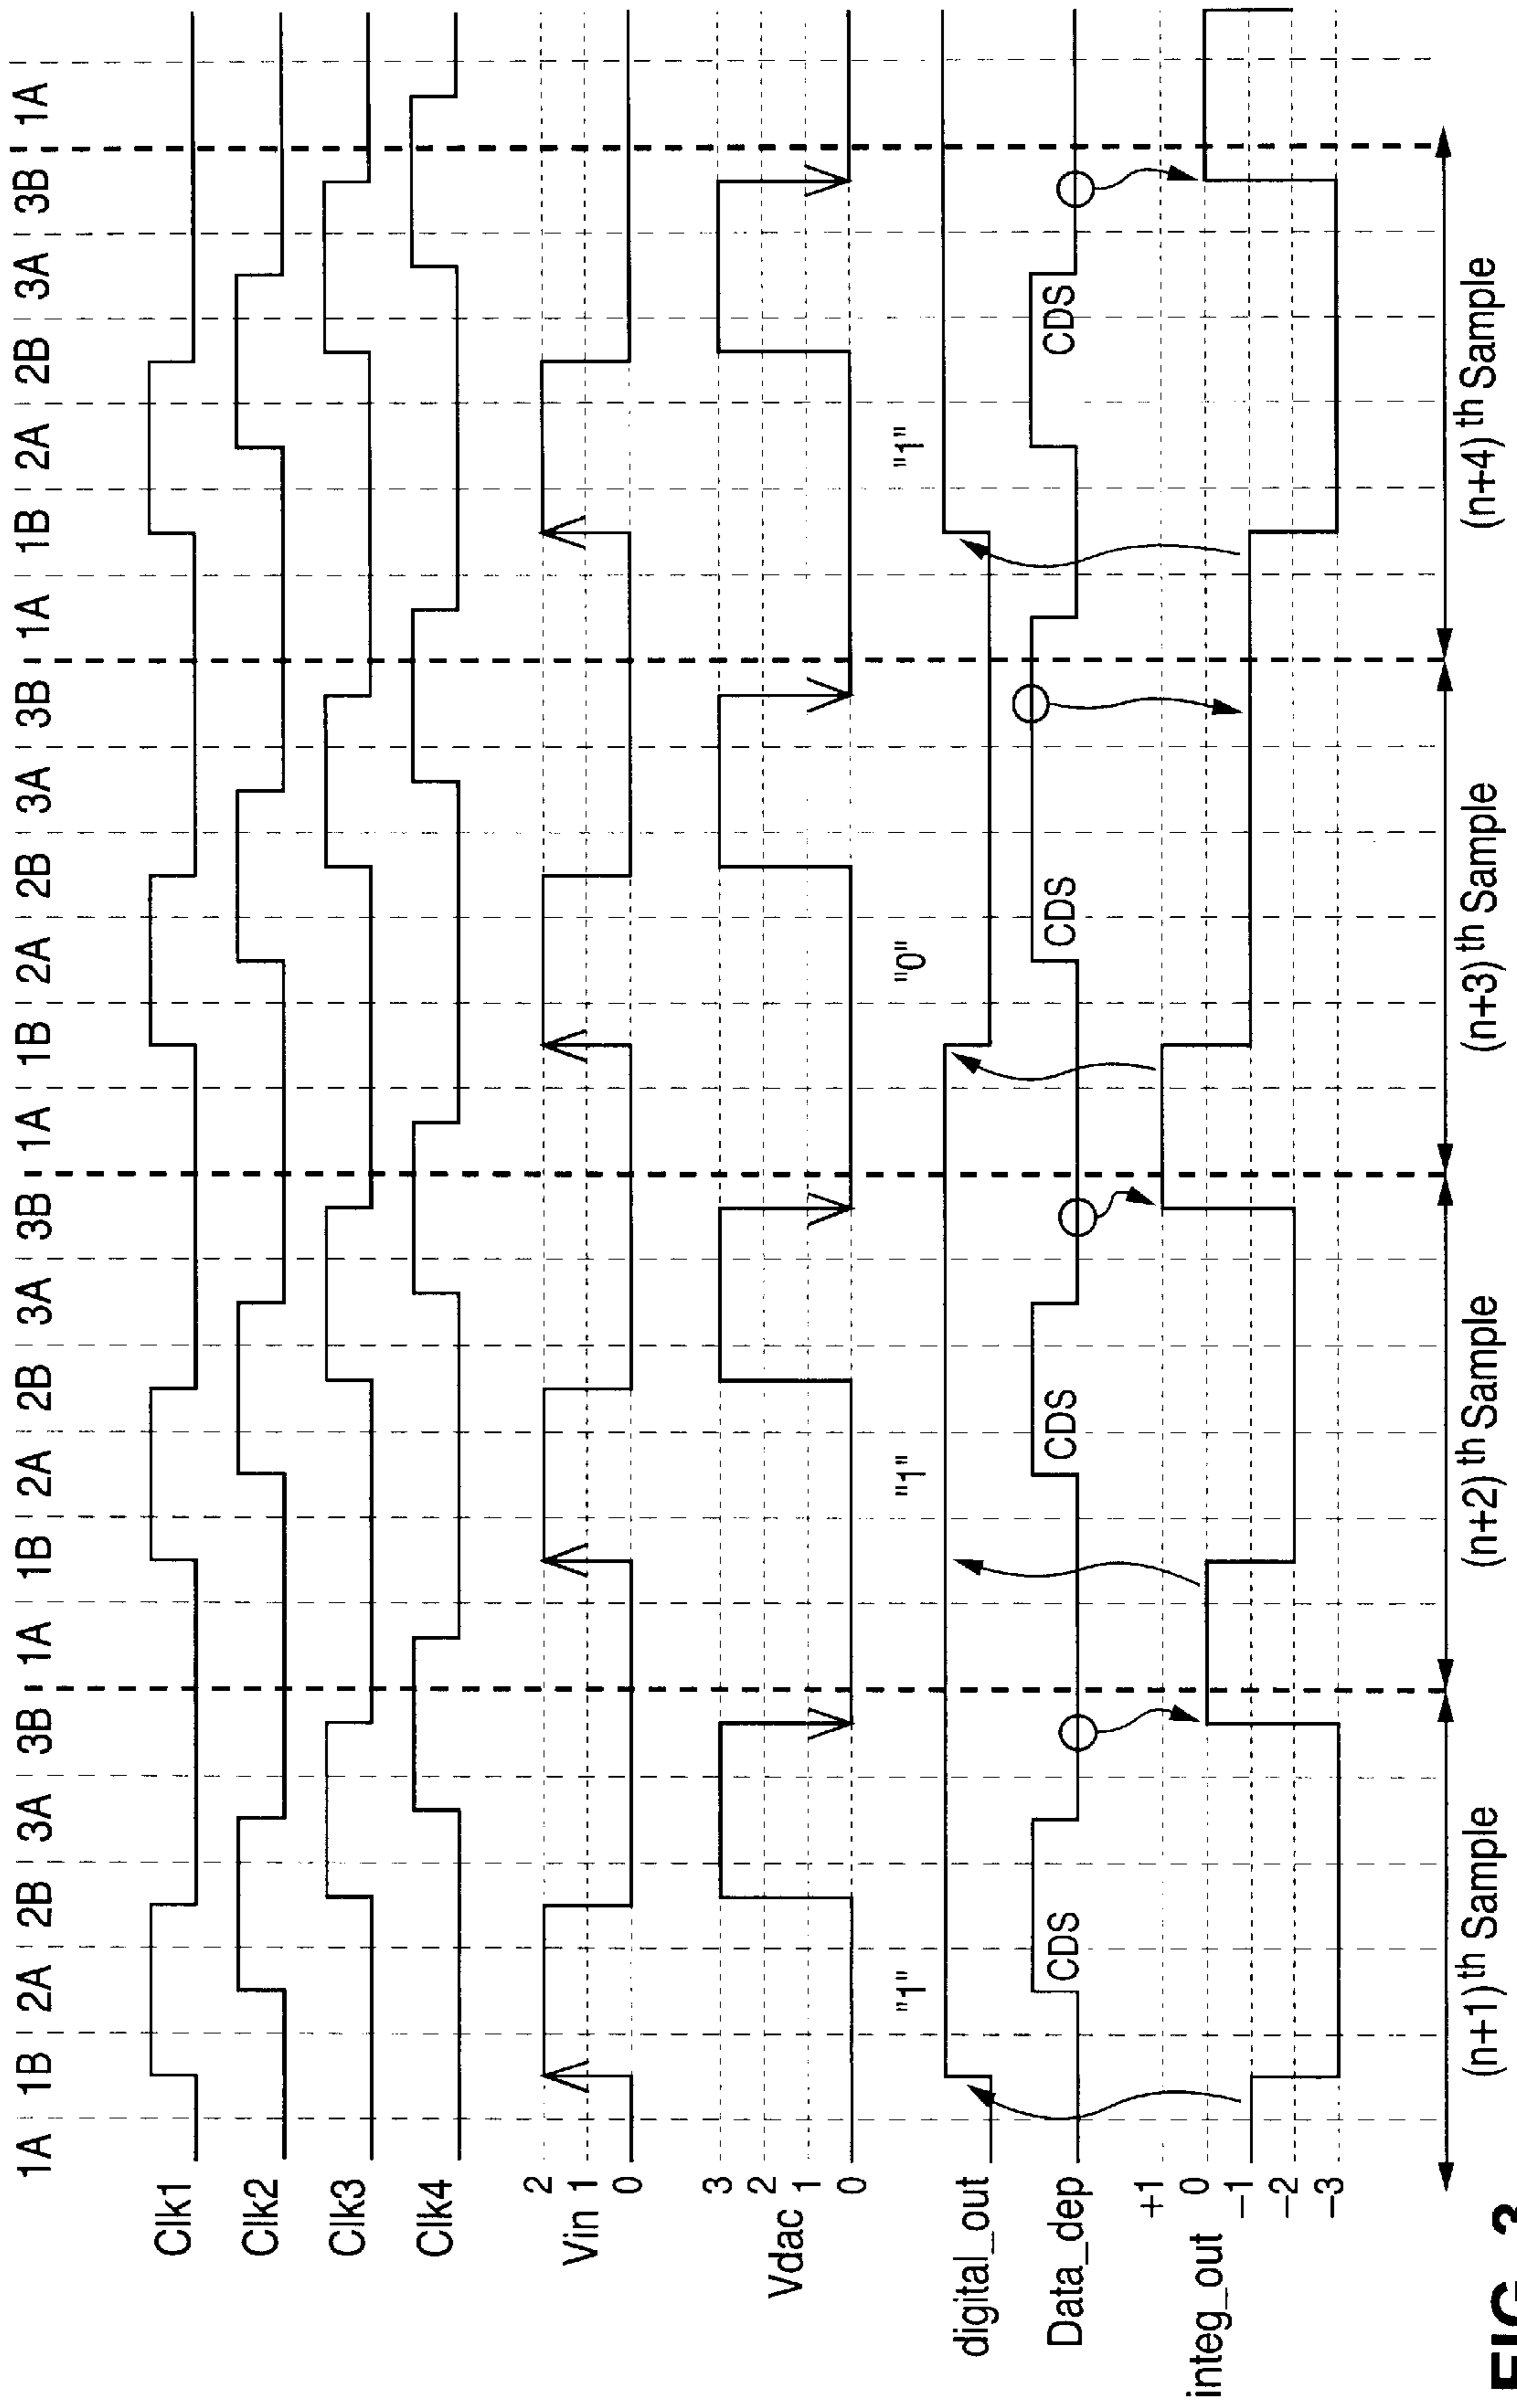 1A 1B 2A 2B 3A 3B 1A 1B 2A 2B 3A 3B 1A 1B 2A 2B 3A 3B 1A 1B 2A 2B 3A 3B 1A
Clk1
Clk2
Clk3
Clk4
2
Vin 1
0
3
2
Vdac 1
0
"1" "1" "0" "1"
digital_out
Data_dep CDS CDS CDS CDS
+1
integ_out 0
-1
-2
-3
(n+1)th Sample (n+2)th Sample (n+3)th Sample (n+4)th Sample